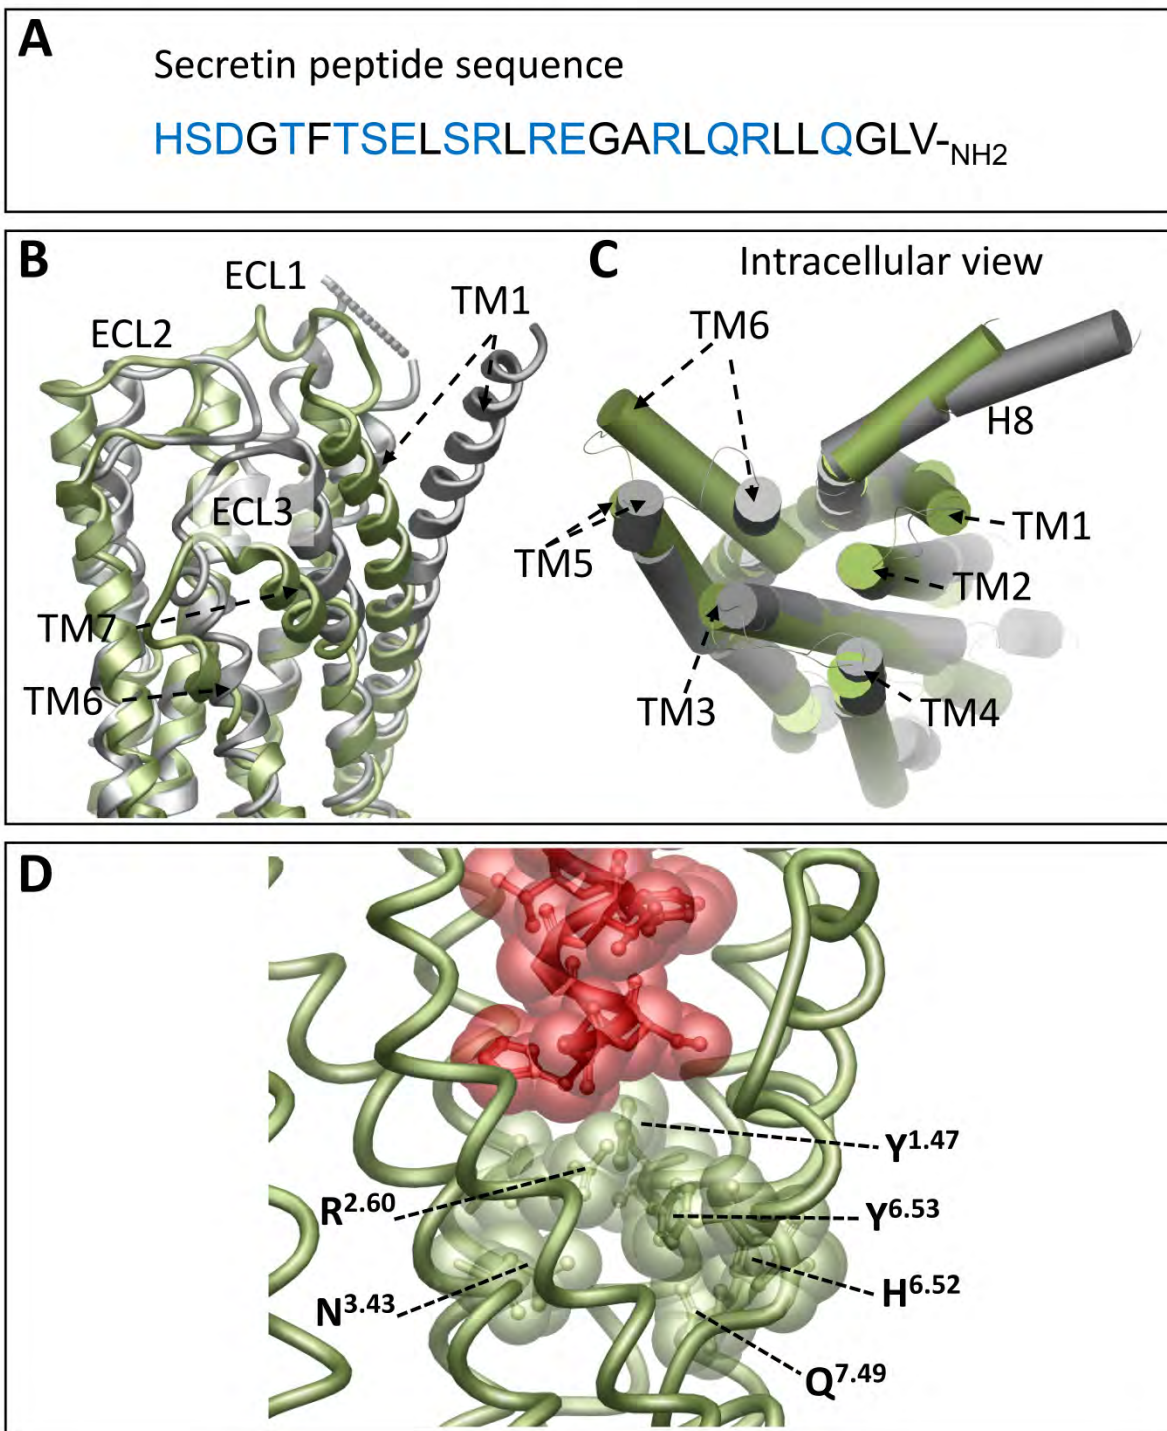 A
Secretin peptide sequence
HSDGTFTSELSRLREGARLQRLLQGLV-NH2
B
ECL1
TM1
ECL2
ECL3
TM7
TM6
C
Intracellular view
TM6
H8
TM1
TM5
TM2
TM3
TM4
D
Y1.47
R2.60
Y6.53
H6.52
N3.43
Q7.49